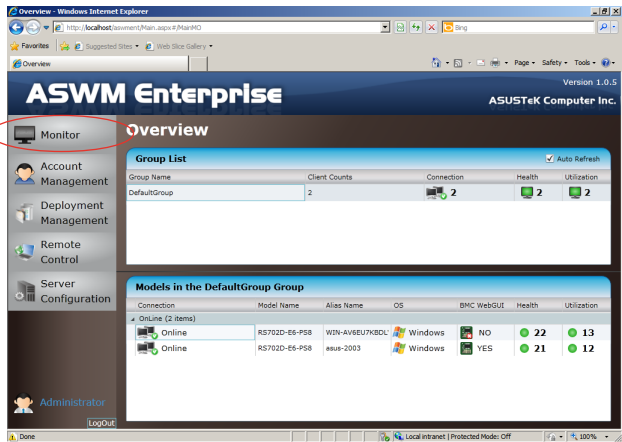 Overview - Windows Internet Explorer
http://localhost/aswment/Main.aspx#/MainMO
Bing
Favorites Suggested Sites Web Slice Gallery
Overview
Page Safety Tools
ASWM Enterprise
Version 1.0.5
ASUSTeK Computer Inc.
Monitor
Account Management
Deployment Management
Remote Control
Server Configuration
Administrator
LogOut
Overview
Group List
Auto Refresh
Group Name Client Counts Connection Health Utilization
DefaultGroup 2 2 2 2
Models in the DefaultGroup Group
Connection Model Name Alias Name OS BMC WebGUI Health Utilization
OnLine (2 items)
Online RS702D-E6-PS8 WIN-AV6EU7KBDL' Windows NO 22 13
Online RS702D-E6-PS8 asus-2003 Windows YES 21 12
Done
Local intranet | Protected Mode: Off
100%